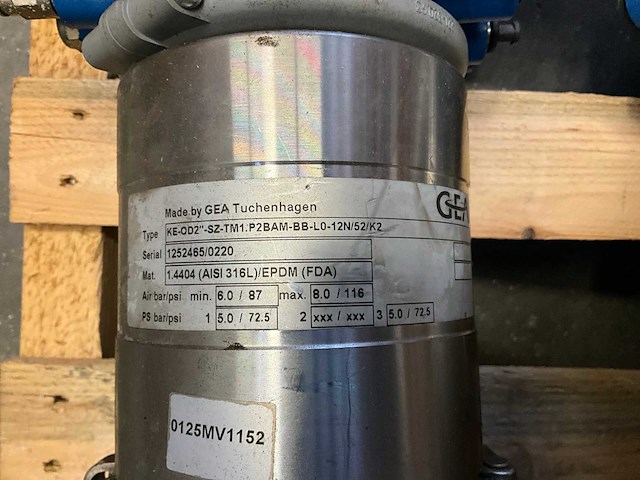 Made by GEA Tuchenhagen
GEA
Type KE-OD2"-SZ-TM1.P2BAM-BB-L0-12N/52/K2
Serial 1252465/0220
Mat. 1.4404 (AISI 316L)/EPDM (FDA)
Air bar/psi min. 6.0 / 87 max. 8.0 / 116
PS bar/psi 1 5.0 / 72.5 2 xxx / xxx 3 5.0 / 72.5
0125MV1152